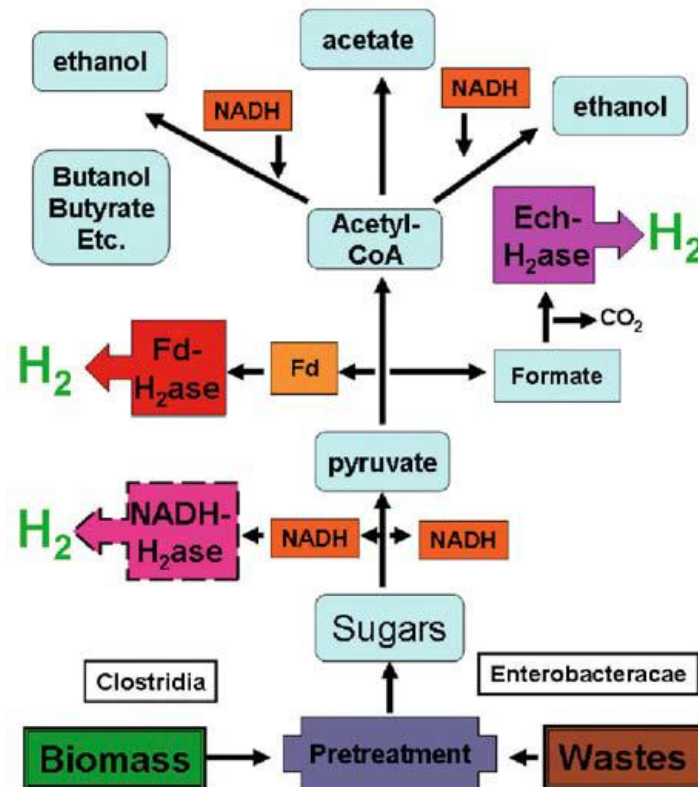 acetate
ethanol
NADH
NADH
ethanol
Butanol
Butyrate
Etc.
Acetyl-
CoA
Ech-
H₂ase
H₂
CO₂
H₂
Fd-
H₂ase
Fd
Formate
pyruvate
H₂
NADH-
H₂ase
NADH
NADH
Sugars
Clostridia
Enterobacteracae
Biomass
Pretreatment
Wastes